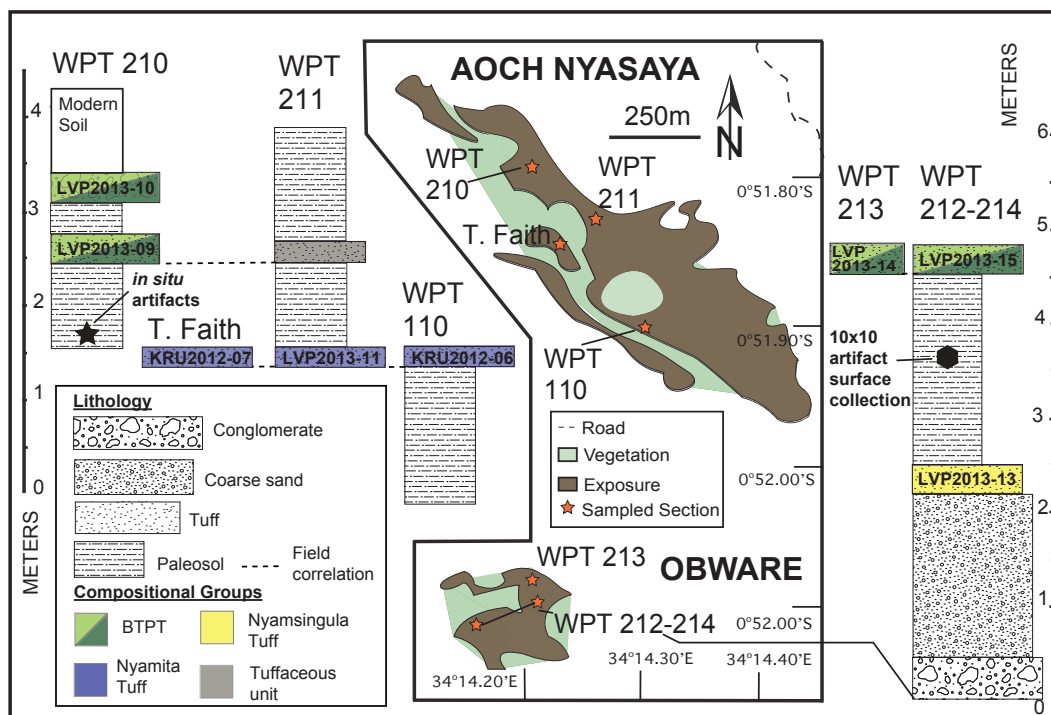 WPT 210
WPT
211
METERS
4
3
2
1
0
METERS
Modern
Soil
LVP2013-10
LVP2013-09
in situ
artifacts
T. Faith
KRU2012-07
LVP2013-11
WPT
110
KRU2012-06
Lithology
Conglomerate
Coarse sand
Tuff
Paleosol
Field
correlation
Compositional Groups
BTPT
Nyamsingula
Tuff
Nyamita
Tuff
Tuffaceous
unit
AOCH NYASAYA
250m
N
WPT
210
WPT
211
T. Faith
WPT
110
0°51.80'S
0°51.90'S
0°52.00'S
Road
Vegetation
Exposure
Sampled Section
WPT 213
OBWARE
WPT 212-214
0°52.00'S
34°14.20'E
34°14.30'E
34°14.40'E
WPT
213
WPT
212-214
LVP
2013-14
LVP2013-15
10x10
artifact
surface
collection
LVP2013-13
6
5
4
3
2
1
0